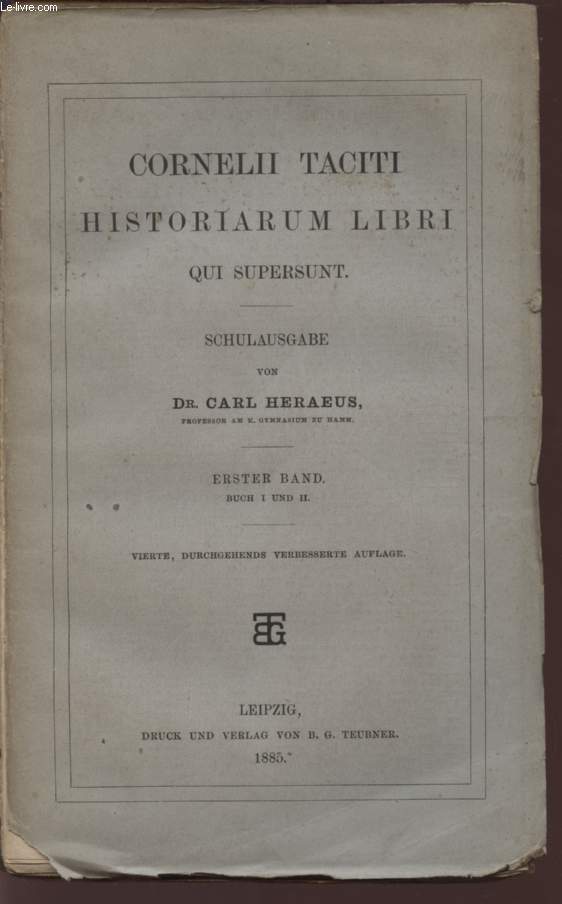 Le-livre.com
CORNELII TACITI
HISTORIARUM LIBRI
QUI SUPERSUNT.
SCHULAUSGABE
VON
DR. CARL HERAEUS,
PROFESSOR AM K. GYMNASIUM ZU HAMM.
ERSTER BAND.
BUCH I UND II.
VIERTE, DURCHGEHENDS VERBESSERTE AUFLAGE.
BTG
LEIPZIG,
DRUCK UND VERLAG VON B. G. TEUBNER.
1885.